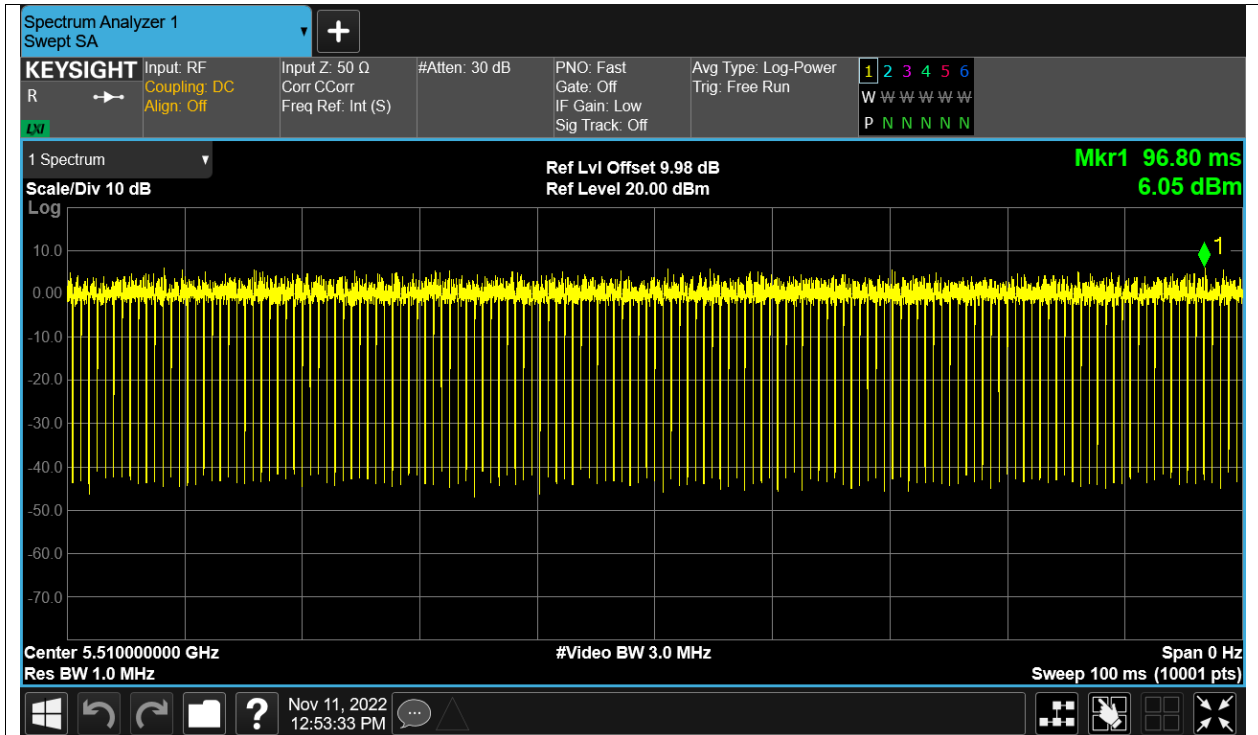 Spectrum Analyzer 1
Swept SA
+
KEYSIGHT
R
LXI
Input: RF
Coupling: DC
Align: Off
Input Z: 50 Ω
Corr CCorr
Freq Ref: Int (S)
#Atten: 30 dB
PNO: Fast
Gate: Off
IF Gain: Low
Sig Track: Off
Avg Type: Log-Power
Trig: Free Run
1 2 3 4 5 6
W W W W W W
P N N N N N
1 Spectrum
Scale/Div 10 dB
Log
Ref Lvl Offset 9.98 dB
Ref Level 20.00 dBm
Mkr1 96.80 ms
6.05 dBm
1
10.0
0.00
-10.0
-20.0
-30.0
-40.0
-50.0
-60.0
-70.0
Center 5.510000000 GHz
Res BW 1.0 MHz
#Video BW 3.0 MHz
Span 0 Hz
Sweep 100 ms (10001 pts)
?
Nov 11, 2022
12:53:33 PM